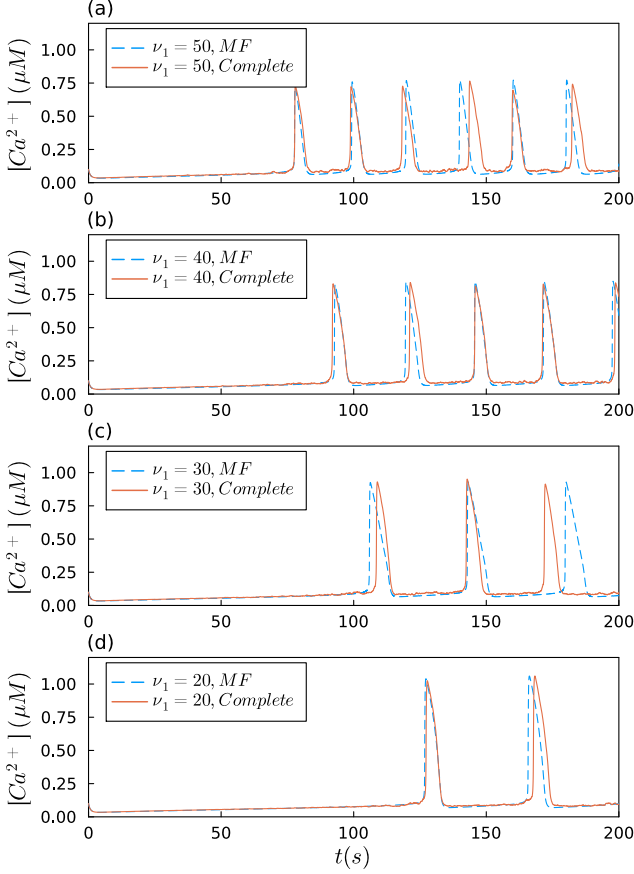 (a)
[Ca²⁺] (μM)
1.00
0.75
0.50
0.25
0.00
ν₁ = 50, MF
ν₁ = 50, Complete
0 50 100 150 200
(b)
[Ca²⁺] (μM)
1.00
0.75
0.50
0.25
0.00
ν₁ = 40, MF
ν₁ = 40, Complete
0 50 100 150 200
(c)
[Ca²⁺] (μM)
1.00
0.75
0.50
0.25
0.00
ν₁ = 30, MF
ν₁ = 30, Complete
0 50 100 150 200
(d)
[Ca²⁺] (μM)
1.00
0.75
0.50
0.25
0.00
ν₁ = 20, MF
ν₁ = 20, Complete
0 50 100 150 200
t(s)